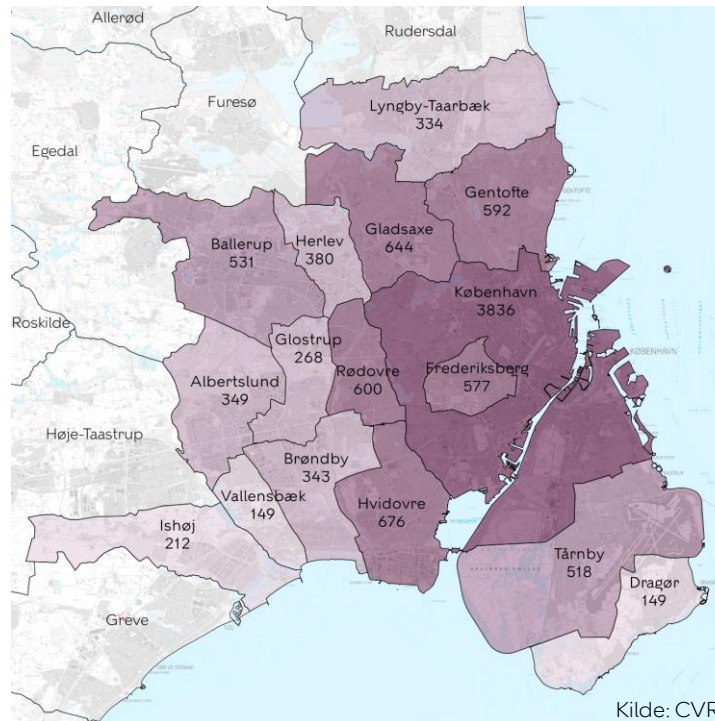 Allerød
Rudersdal
Furesø
Lyngby-Taarbæk
334
Egedal
Gentofte
592
GENTOFTE
Gladsaxe
644
Ballerup
531
Herlev
380
København
3836
Roskilde
Glostrup
268
KØBENHAVN
Frederiksberg
577
Albertslund
349
Rødovre
600
Høje-Taastrup
Brøndby
343
Vallensbæk
149
Hvidovre
676
Ishøj
212
Tårnby
518
Dragør
149
Greve
Kilde: CVR